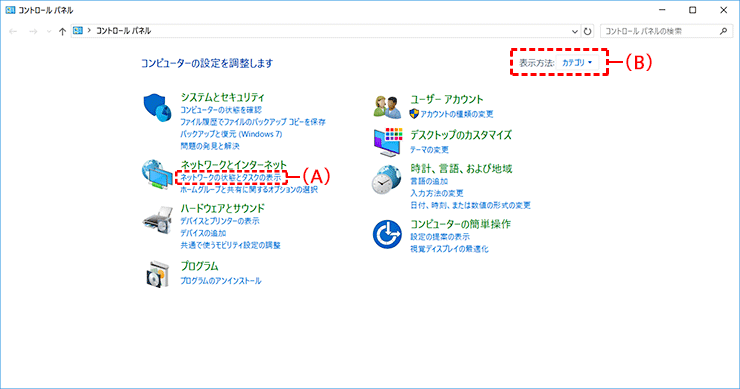 コントロール パネル
コントロール パネル
コントロール パネルの検索
コンピューターの設定を調整します
表示方法: カテゴリ
(B)
システムとセキュリティ
コンピューターの状態を確認
ファイル履歴でファイルのバックアップ コピーを保存
バックアップと復元 (Windows 7)
問題の発見と解決
ネットワークとインターネット
ネットワークの状態とタスクの表示
(A)
ホームグループと共有に関するオプションの選択
ハードウェアとサウンド
デバイスとプリンターの表示
デバイスの追加
共通で使うモビリティ設定の調整
プログラム
プログラムのアンインストール
ユーザー アカウント
アカウントの種類の変更
デスクトップのカスタマイズ
テーマの変更
時計、言語、および地域
言語の追加
入力方法の変更
日付、時刻、または数値の形式の変更
コンピューターの簡単操作
設定の提案の表示
視覚ディスプレイの最適化